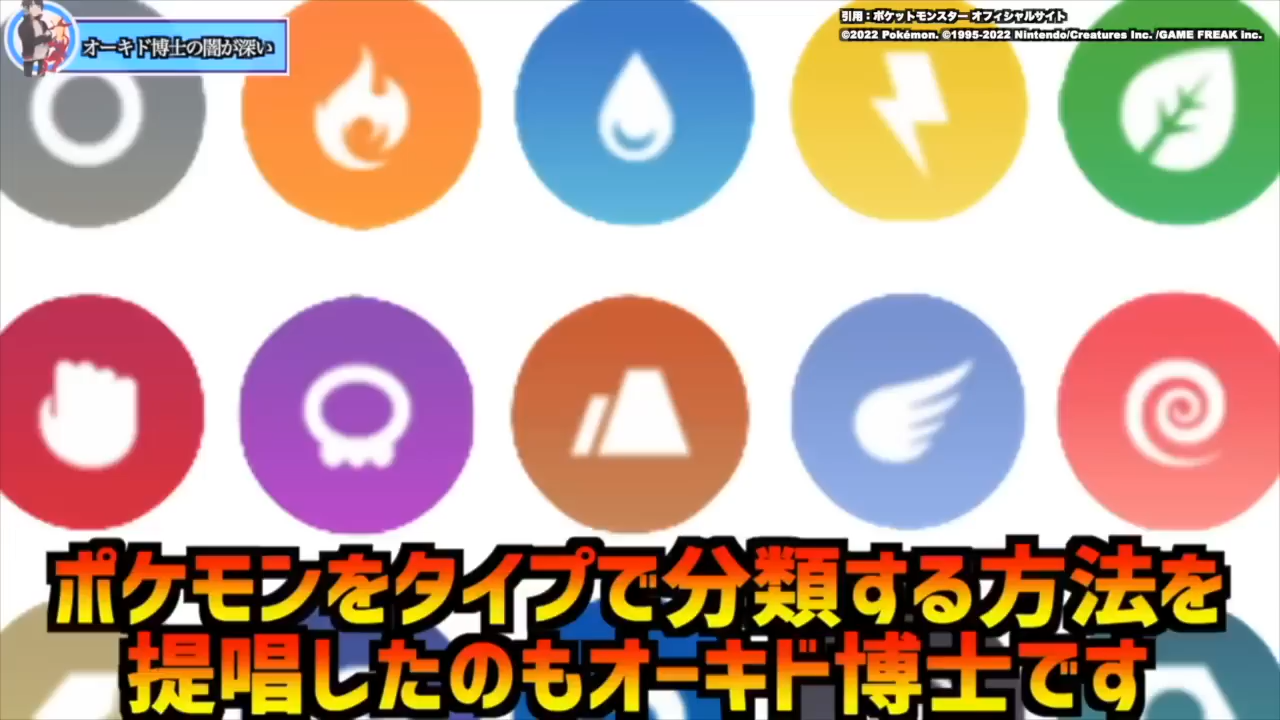 オーキド博士の闇が深い
引用：ポケットモンスター オフィシャルサイト
©2022 Pokémon. ©1995-2022 Nintendo/Creatures Inc. /GAME FREAK inc.
ポケモンをタイプで分類する方法を
提唱したのもオーキド博士です